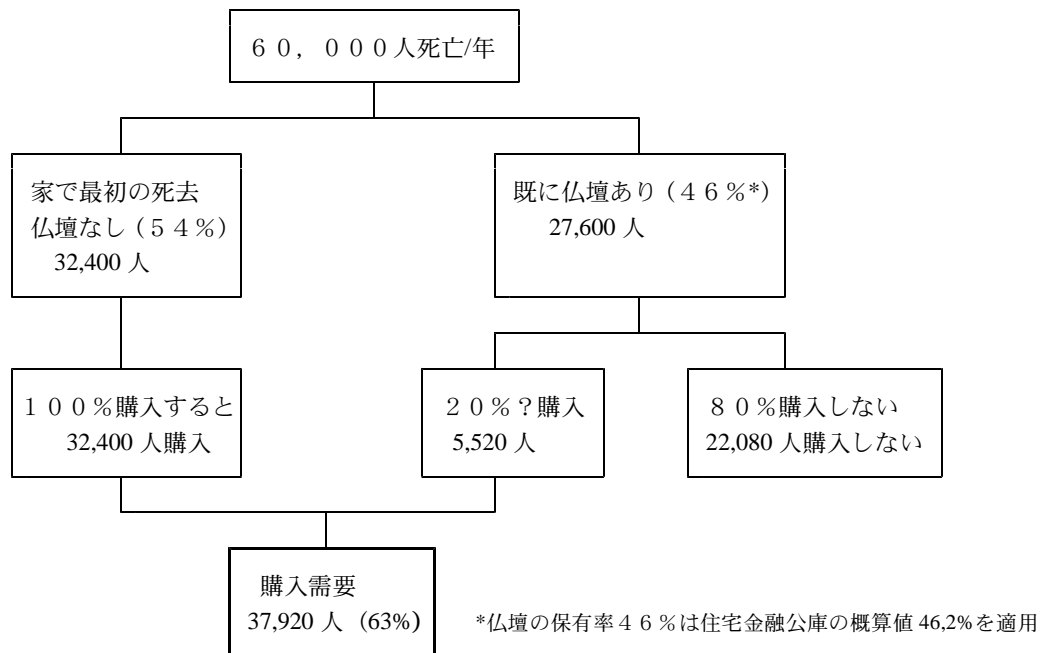 ６０，０００人死亡/年
家で最初の死去
仏壇なし（５４％）
32,400 人
既に仏壇あり（４６％*）
27,600 人
１００％購入すると
32,400 人購入
２０％？購入
5,520 人
８０％購入しない
22,080 人購入しない
購入需要
37,920 人 (63%)
*仏壇の保有率４６％は住宅金融公庫の概算値 46,2%を適用